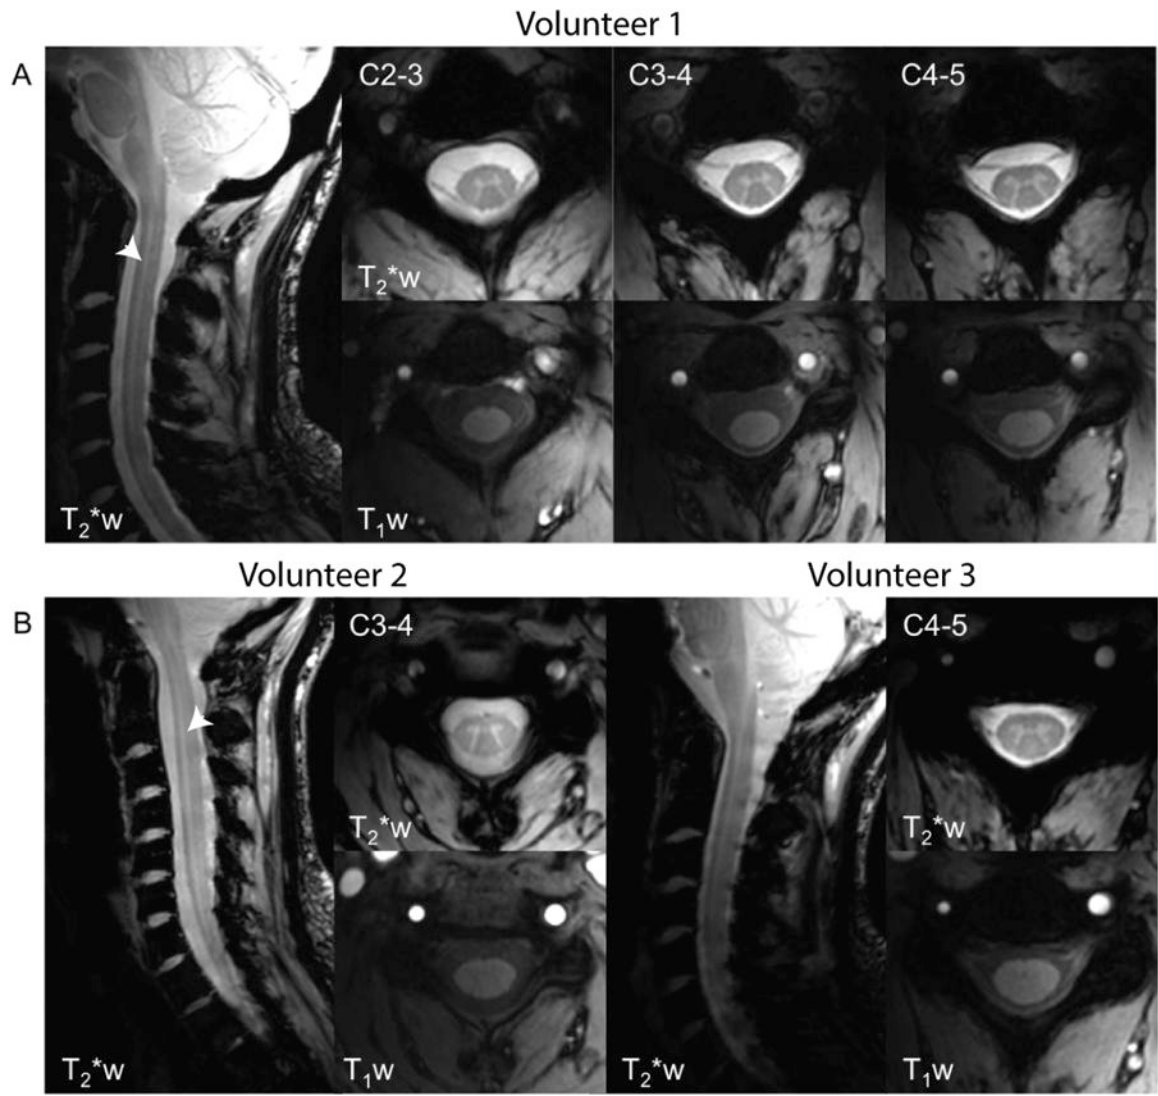 Volunteer 1
A
C2-3
C3-4
C4-5
T₂*w
T₂*w
T₁w
Volunteer 2
Volunteer 3
B
C3-4
C4-5
T₂*w
T₂*w
T₂*w
T₁w
T₂*w
T₁w